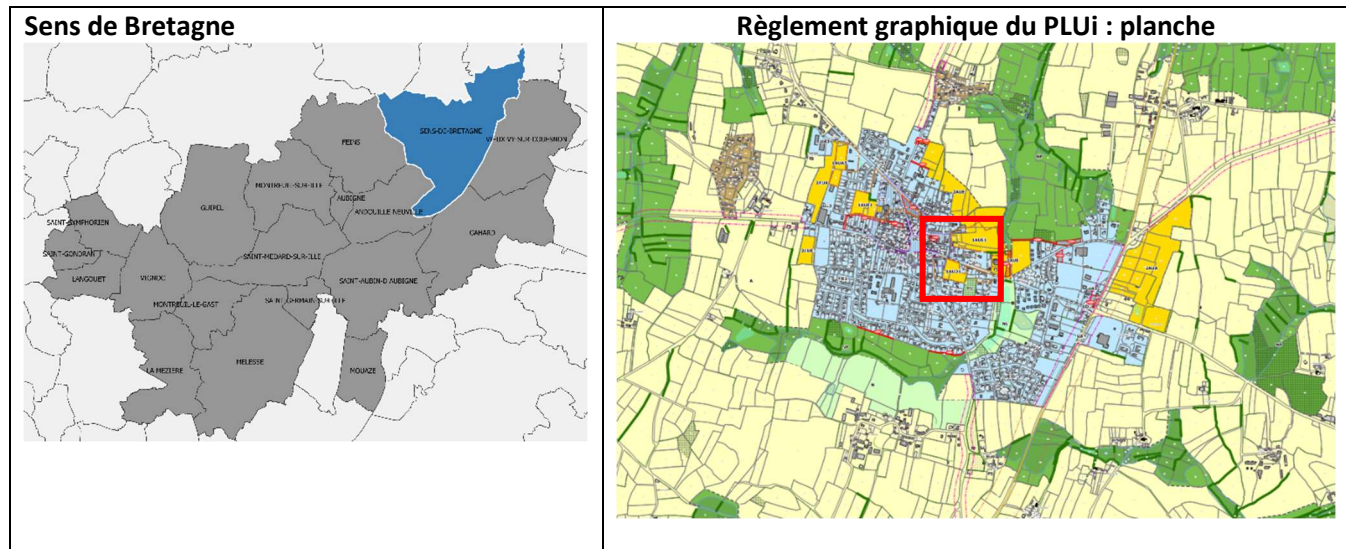 Sens de Bretagne
SENS-DE-BRETAGNE
VIEUX-VY-SUR-COUESNON
FEINS
MONTREUIL-SUR-ILLE
AUBIGNE
GUIPEL
ANDOUILLE NEUVILLE
SAINT-SYMPHORIEN
GAHARD
SAINT-GONDRAN
SAINT-MEDARD-SUR-ILLE
LANGOUET
VIGNOC
SAINT-AUBIN-D AUBIGNE
MONTREUIL-LE-GAST
SAINT GERMAIN-SUR-ILLE
MELESSE
LA MEZIERE
MOUAZE
Règlement graphique du PLUi : planche